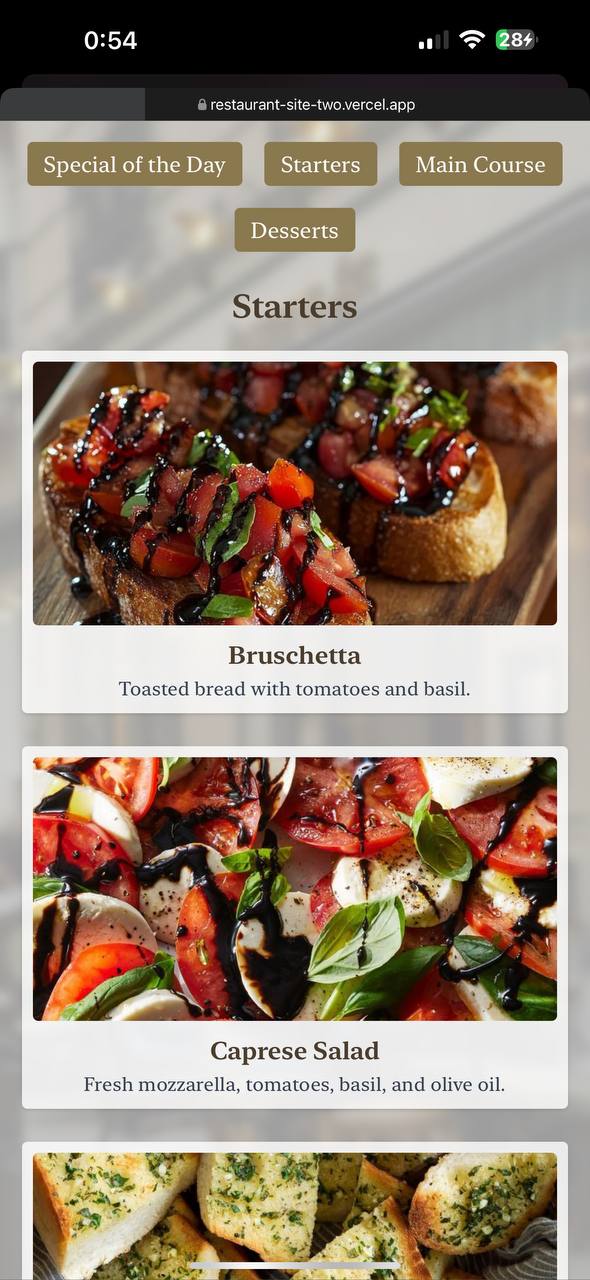 0:54
28
restaurant-site-two.vercel.app
Special of the Day Starters Main Course
Desserts
Starters
Bruschetta
Toasted bread with tomatoes and basil.
Caprese Salad
Fresh mozzarella, tomatoes, basil, and olive oil.